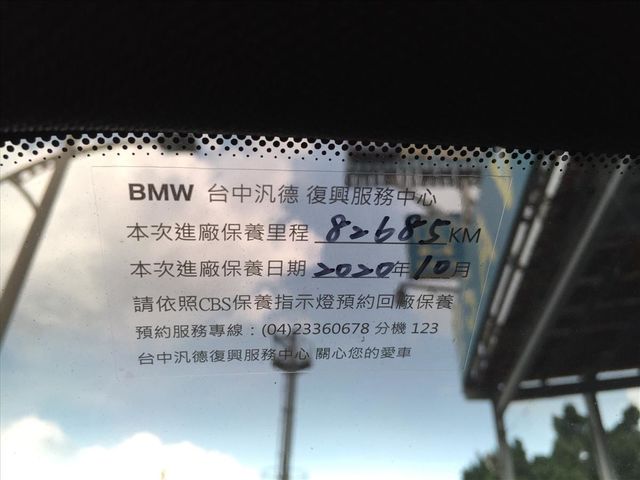 BMW 台中汎德 復興服務中心
本次進廠保養里程 82685 KM
本次進廠保養日期 2020年10月
請依照CBS保養指示燈預約回廠保養
預約服務專線：(04)23360678 分機 123
台中汎德復興服務中心 關心您的愛車